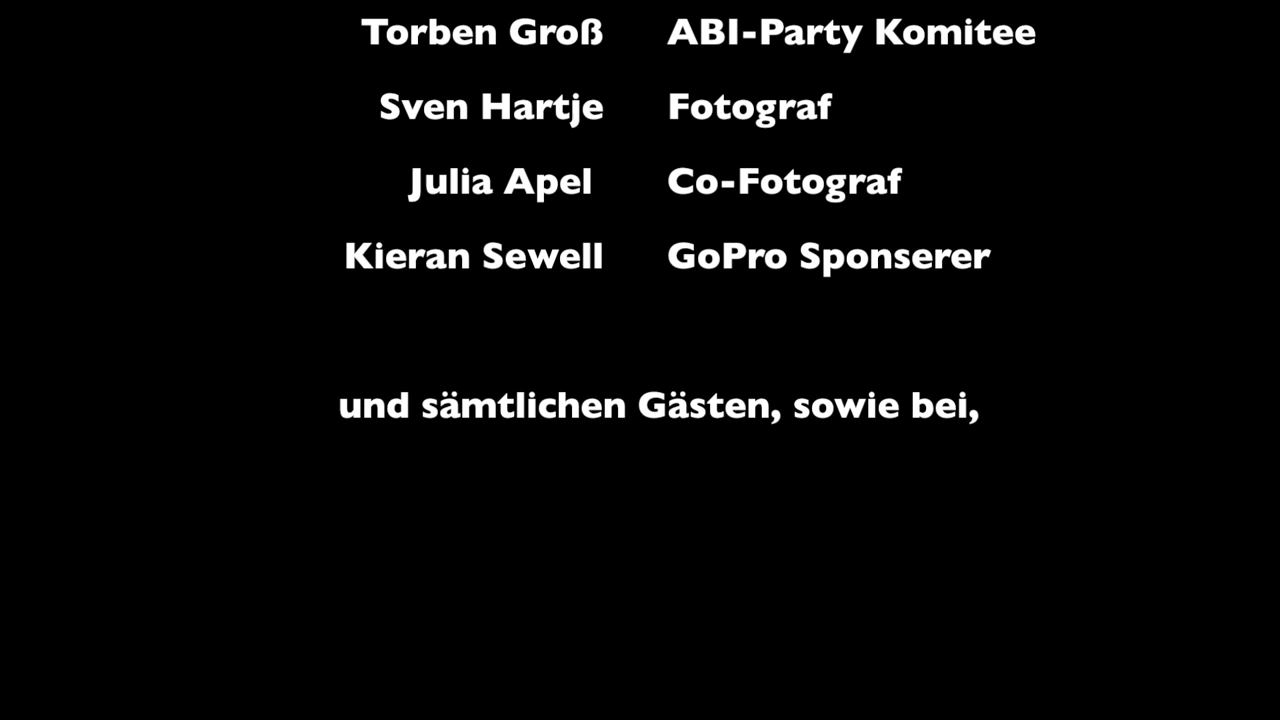 Torben Groß ABI-Party Komitee
Sven Hartje Fotograf
Julia Apel Co-Fotograf
Kieran Sewell GoPro Sponserer
und sämtlichen Gästen, sowie bei,